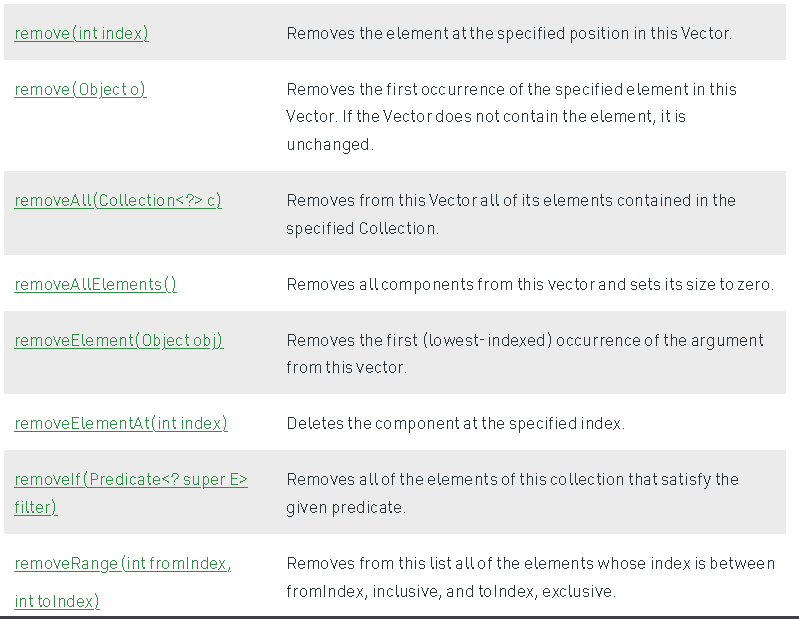 remove(int index)
Removes the element at the specified position in this Vector.
remove(Object o)
Removes the first occurrence of the specified element in this
Vector. If the Vector does not contain the element, it is
unchanged.
removeAll(Collection<?> c)
Removes from this Vector all of its elements contained in the
specified Collection.
removeAllElements()
Removes all components from this vector and sets its size to zero.
removeElement(Object obj)
Removes the first (lowest-indexed) occurrence of the argument
from this vector.
removeElementAt(int index)
Deletes the component at the specified index.
removeIf(Predicate<? super E>
filter)
Removes all of the elements of this collection that satisfy the
given predicate.
removeRange(int fromIndex,
int toIndex)
Removes from this list all of the elements whose index is between
fromIndex, inclusive, and toIndex, exclusive.